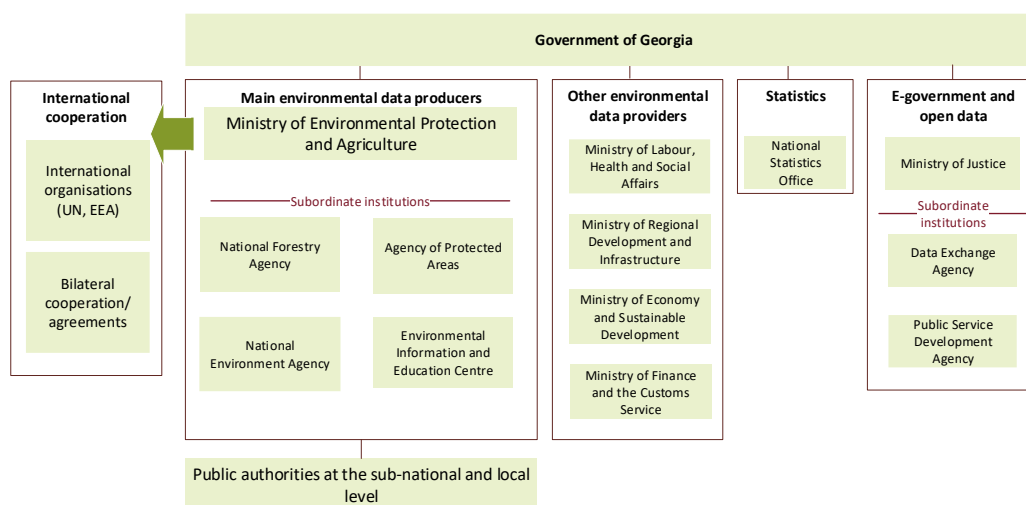 Government of Georgia
International
cooperation
International
organisations
(UN, EEA)
Bilateral
cooperation/
agreements
Main environmental data producers
Ministry of Environmental Protection
and Agriculture
Subordinate institutions
National Forestry
Agency
Agency of Protected
Areas
National
Environment Agency
Environmental
Information and
Education Centre
Public authorities at the sub-national and local
level
Other environmental
data providers
Ministry of Labour,
Health and Social
Affairs
Ministry of Regional
Development and
Infrastructure
Ministry of Economy
and Sustainable
Development
Ministry of Finance
and the Customs
Service
Statistics
National
Statistics
Office
E-government and
open data
Ministry of Justice
Subordinate
institutions
Data Exchange
Agency
Public Service
Development
Agency